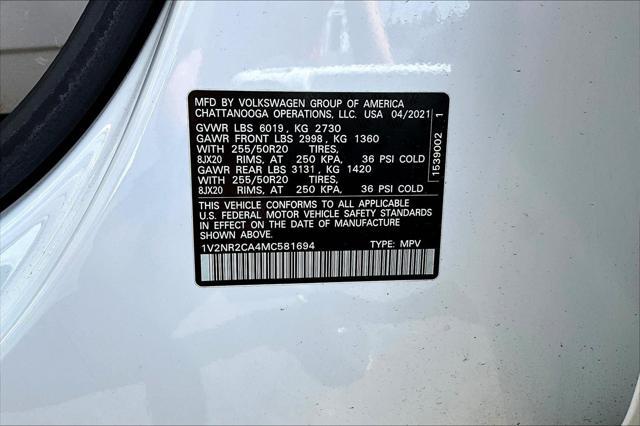 MFD BY VOLKSWAGEN GROUP OF AMERICA
CHATTANOOGA OPERATIONS, LLC. USA 04/2021
GVWR LBS 6019, KG 2730
GAWR FRONT LBS 2998, KG 1360
WITH 255/50R20 TIRES,
8JX20 RIMS, AT 250 KPA, 36 PSI COLD
GAWR REAR LBS 3131, KG 1420
WITH 255/50R20 TIRES,
8JX20 RIMS, AT 250 KPA, 36 PSI COLD
THIS VEHICLE CONFORMS TO ALL APPLICABLE
U.S. FEDERAL MOTOR VEHICLE SAFETY STANDARDS
IN EFFECT ON THE DATE OF MANUFACTURE
SHOWN ABOVE.
1V2NR2CA4MC581694 TYPE: MPV
1539002 1